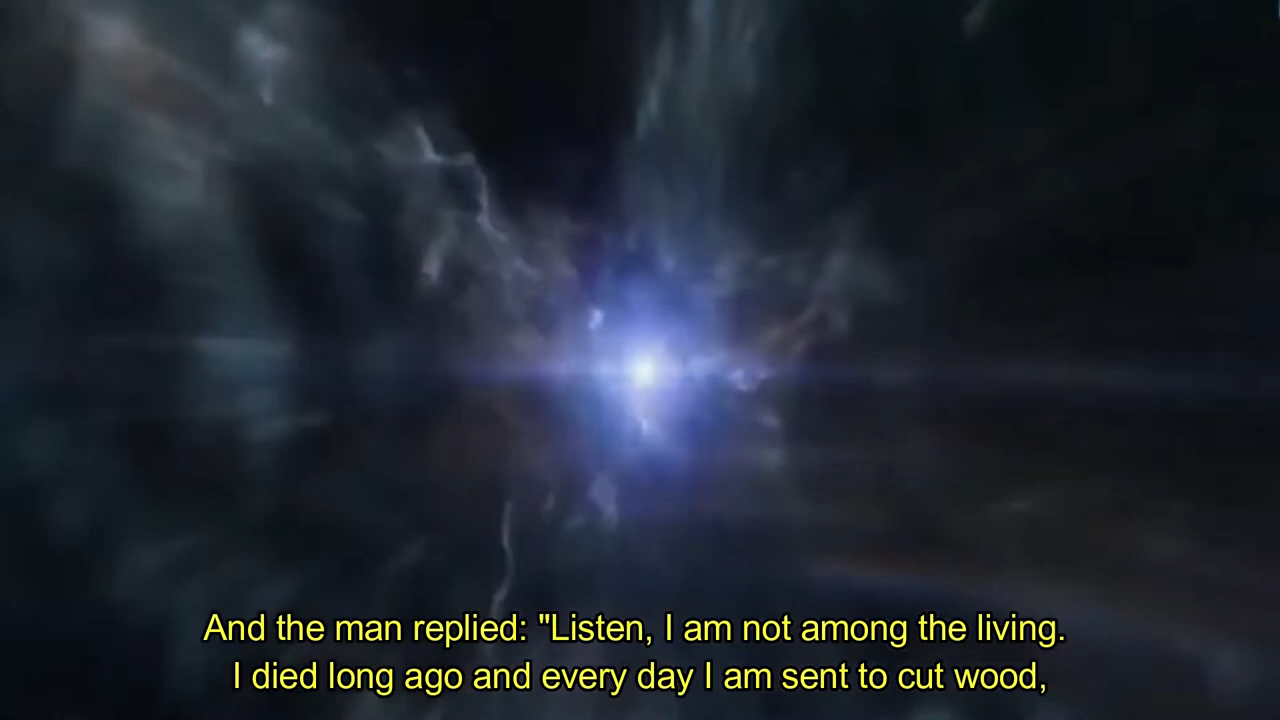 And the man replied: "Listen, I am not among the living.
I died long ago and every day I am sent to cut wood,